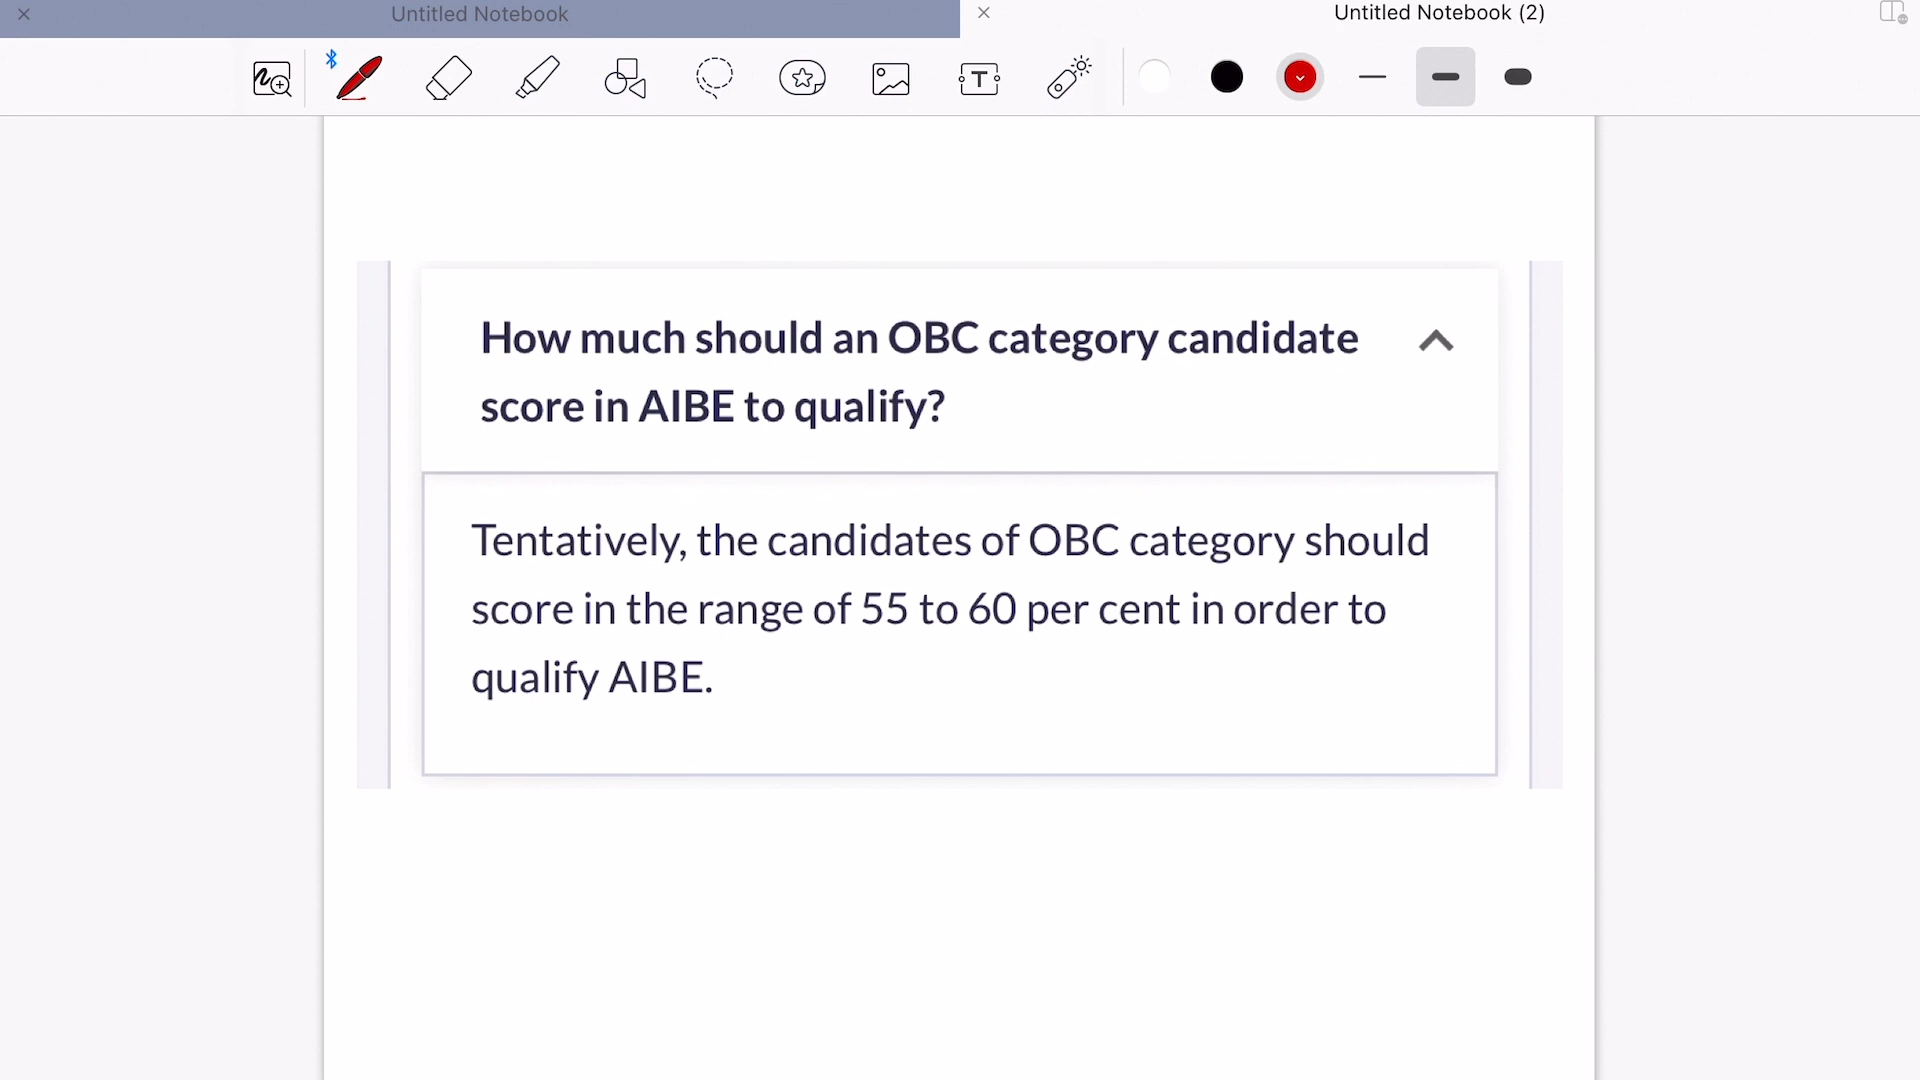 Untitled Notebook
Untitled Notebook (2)
T
How much should an OBC category candidate
score in AIBE to qualify?
Tentatively, the candidates of OBC category should
score in the range of 55 to 60 per cent in order to
qualify AIBE.